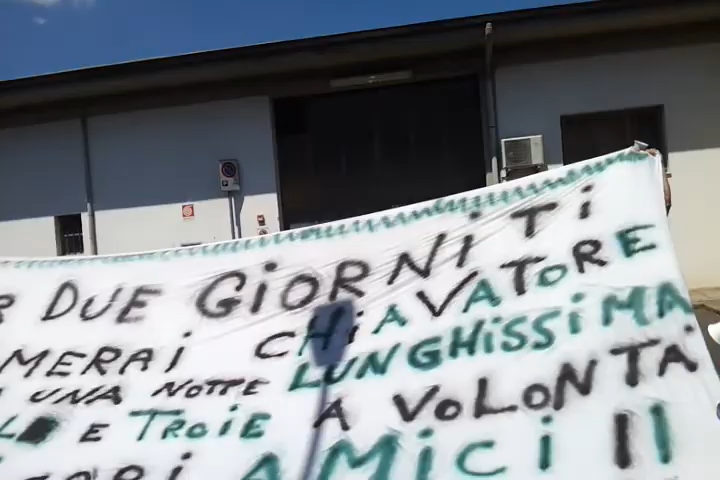 DUE GIORNI TI
MERAI CHIAVATORE
UNA NOTTE LUNGHISSIMA
E TROIE A VOLONTÀ
AMICI !!